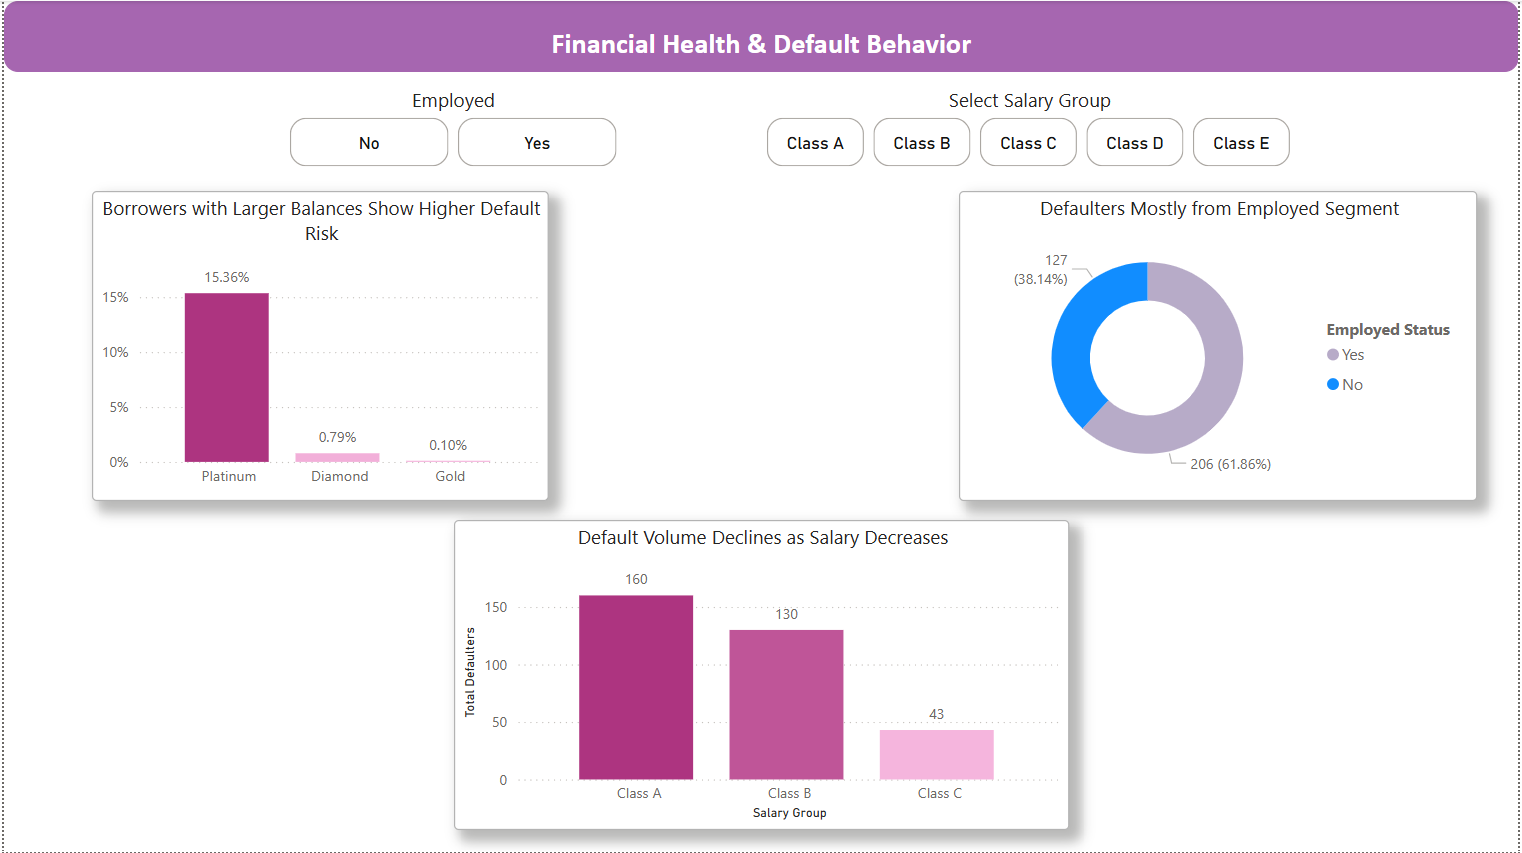 Financial Health & Default Behavior
Employed
No
Yes
Select Salary Group
Class A
Class B
Class C
Class D
Class E
Borrowers with Larger Balances Show Higher Default
Risk
15.36%
15%
10%
5%
0%
0.79%
0.10%
Platinum
Diamond
Gold
Defaulters Mostly from Employed Segment
127
(38.14%)
206 (61.86%)
Employed Status
Yes
No
Default Volume Declines as Salary Decreases
Total Defaulters
150
100
50
0
160
130
43
Class A
Class B
Class C
Salary Group